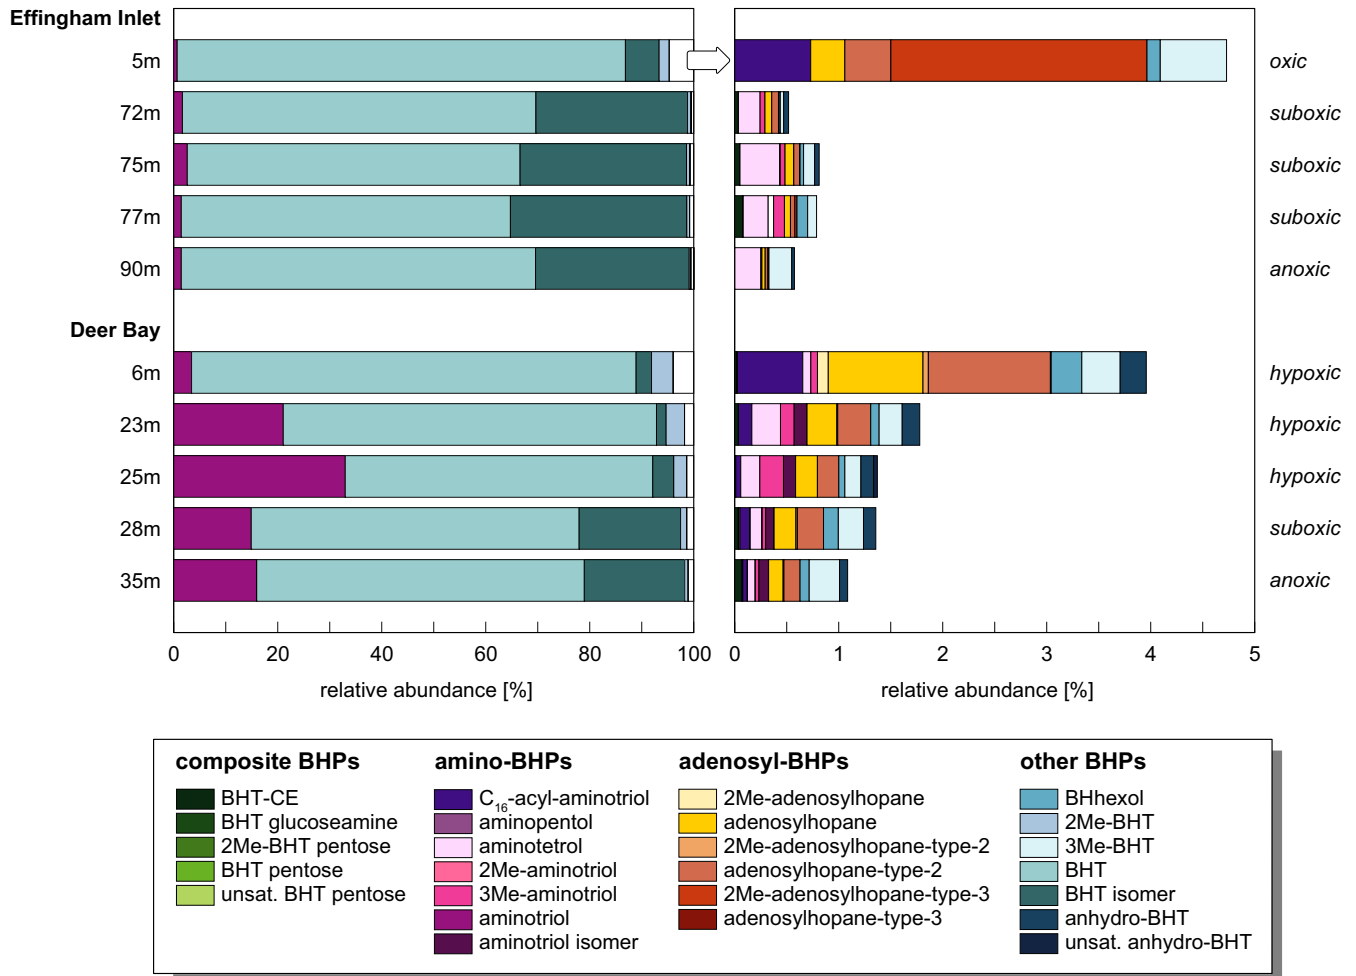 Effingham Inlet
5m oxic
72m suboxic
75m suboxic
77m suboxic
90m anoxic
Deer Bay
6m hypoxic
23m hypoxic
25m hypoxic
28m suboxic
35m anoxic
0 20 40 60 80 100 0 1 2 3 4 5
relative abundance [%] relative abundance [%]
composite BHPs
BHT-CE
BHT glucoseamine
2Me-BHT pentose
BHT pentose
unsat. BHT pentose
amino-BHPs
C₁₆-acyl-aminotriol
aminopentol
aminotetrol
2Me-aminotriol
3Me-aminotriol
aminotriol
aminotriol isomer
adenosyl-BHPs
2Me-adenosylhopane
adenosylhopane
2Me-adenosylhopane-type-2
adenosylhopane-type-2
2Me-adenosylhopane-type-3
adenosylhopane-type-3
other BHPs
BHhexol
2Me-BHT
3Me-BHT
BHT
BHT isomer
anhydro-BHT
unsat. anhydro-BHT